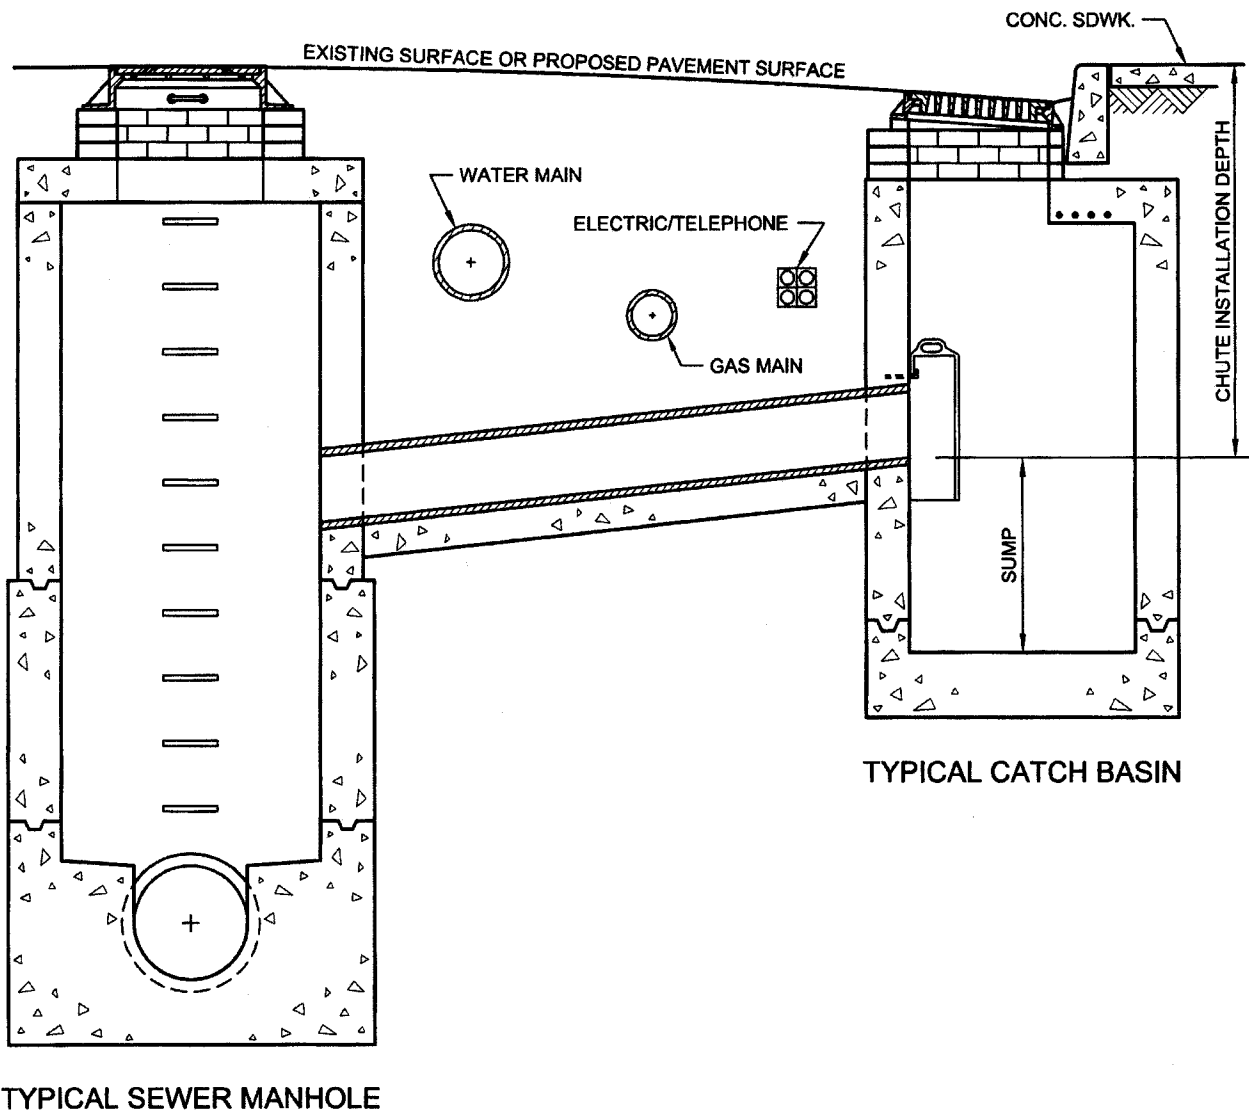 CONC. SDWK.
EXISTING SURFACE OR PROPOSED PAVEMENT SURFACE
WATER MAIN
ELECTRIC/TELEPHONE
GAS MAIN
CHUTE INSTALLATION DEPTH
SUMP
TYPICAL CATCH BASIN
TYPICAL SEWER MANHOLE